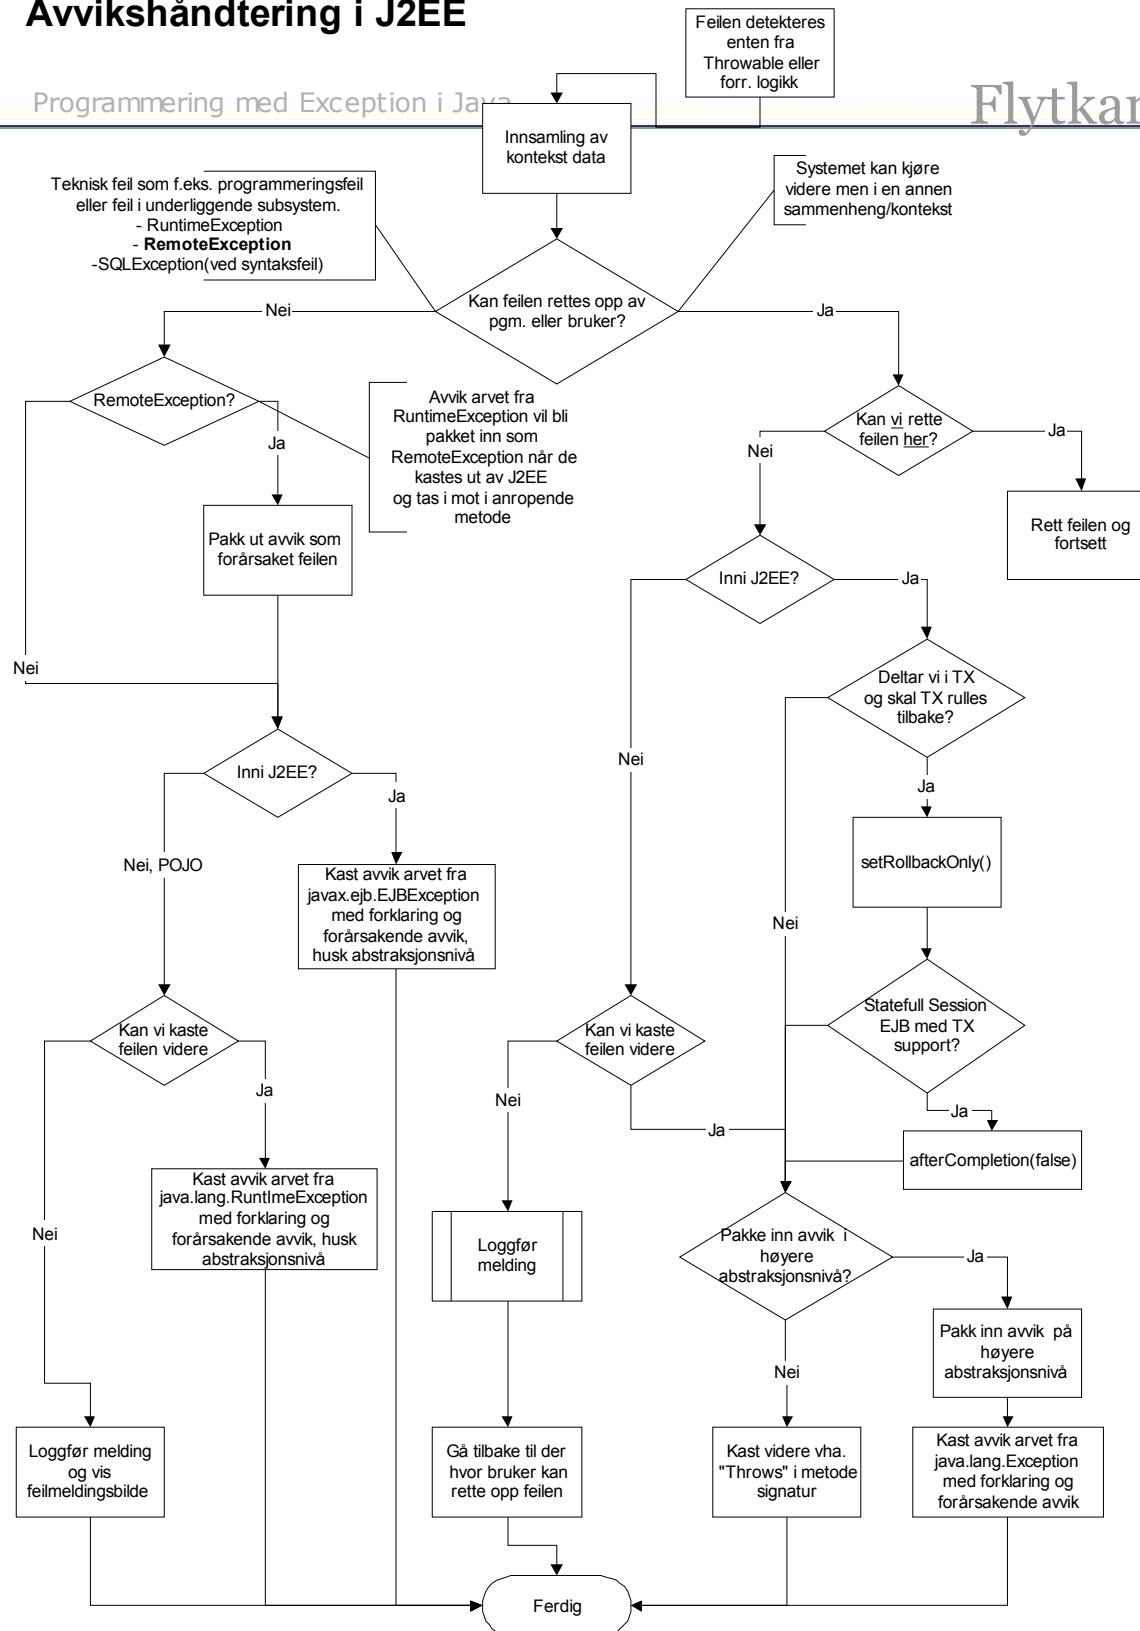 Avvikshåndtering i J2EE
Feilen detekteres
enten fra
Throwable eller
forr. logikk
Programmering med Exception i Java
Flytkar
Innsamling av
kontekst data
Teknisk feil som f.eks. programmeringsfeil
eller feil i underliggende subsystem.
- RuntimeException
- RemoteException
-SQLException(ved syntaksfeil)
Systemet kan kjøre
videre men i en annen
sammenheng/kontekst
Kan feilen rettes opp av
pgm. eller bruker?
Nei
Ja
RemoteException?
Ja
Avvik arvet fra
RuntimeException vil bli
pakket inn som
RemoteException når de
kastes ut av J2EE
og tas i mot i anropende
metode
Kan vi rette
feilen her?
Nei
Ja
Pakk ut avvik som
forårsaket feilen
Rett feilen og
fortsett
Inni J2EE?
Ja
Nei
Deltar vi i TX
og skal TX rulles
tilbake?
Nei
Inni J2EE?
Ja
Ja
setRollbackOnly()
Nei, POJO
Kast avvik arvet fra
javax.ejb.EJBException
med forklaring og
forårsakende avvik,
husk abstraksjonsnivå
Nei
Statefull Session
EJB med TX
support?
Kan vi kaste
feilen videre
Kan vi kaste
feilen videre
Ja
Nei
Ja
Ja
afterCompletion(false)
Kast avvik arvet fra
java.lang.RuntImeException
med forklaring og
forårsakende avvik, husk
abstraksjonsnivå
Nei
Loggfør
melding
Pakke inn avvik i
høyere
abstraksjonsnivå?
Ja
Pakk inn avvik på
høyere
abstraksjonsnivå
Nei
Loggfør melding
og vis
feilmeldingsbilde
Gå tilbake til der
hvor bruker kan
rette opp feilen
Kast videre vha.
"Throws" i metode
signatur
Kast avvik arvet fra
java.lang.Exception
med forklaring og
forårsakende avvik
Ferdig